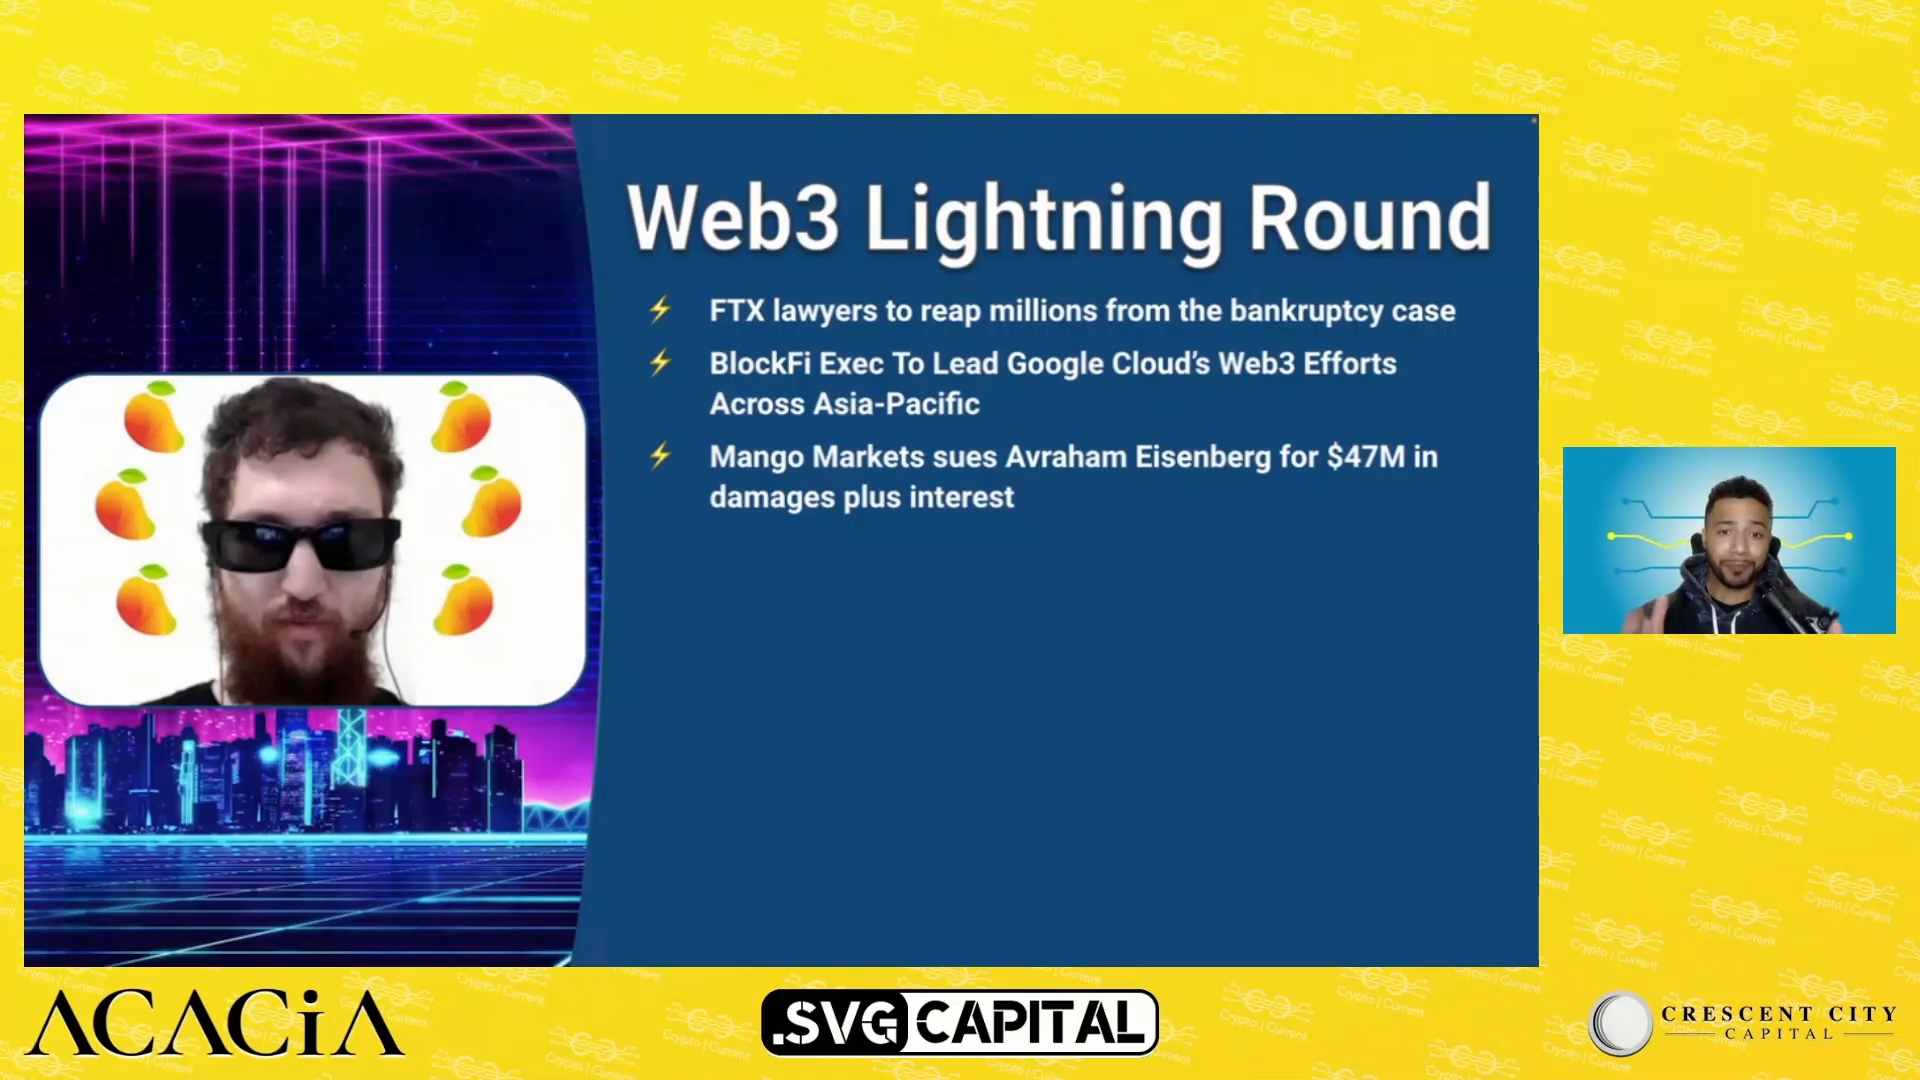 Web3 Lightning Round
FTX lawyers to reap millions from the bankruptcy case
BlockFi Exec To Lead Google Cloud’s Web3 Efforts
Across Asia-Pacific
Mango Markets sues Avraham Eisenberg for $47M in
damages plus interest
ACACiA
.SVG CAPITAL
CRESCENT CITY
CAPITAL
Crypto | Current